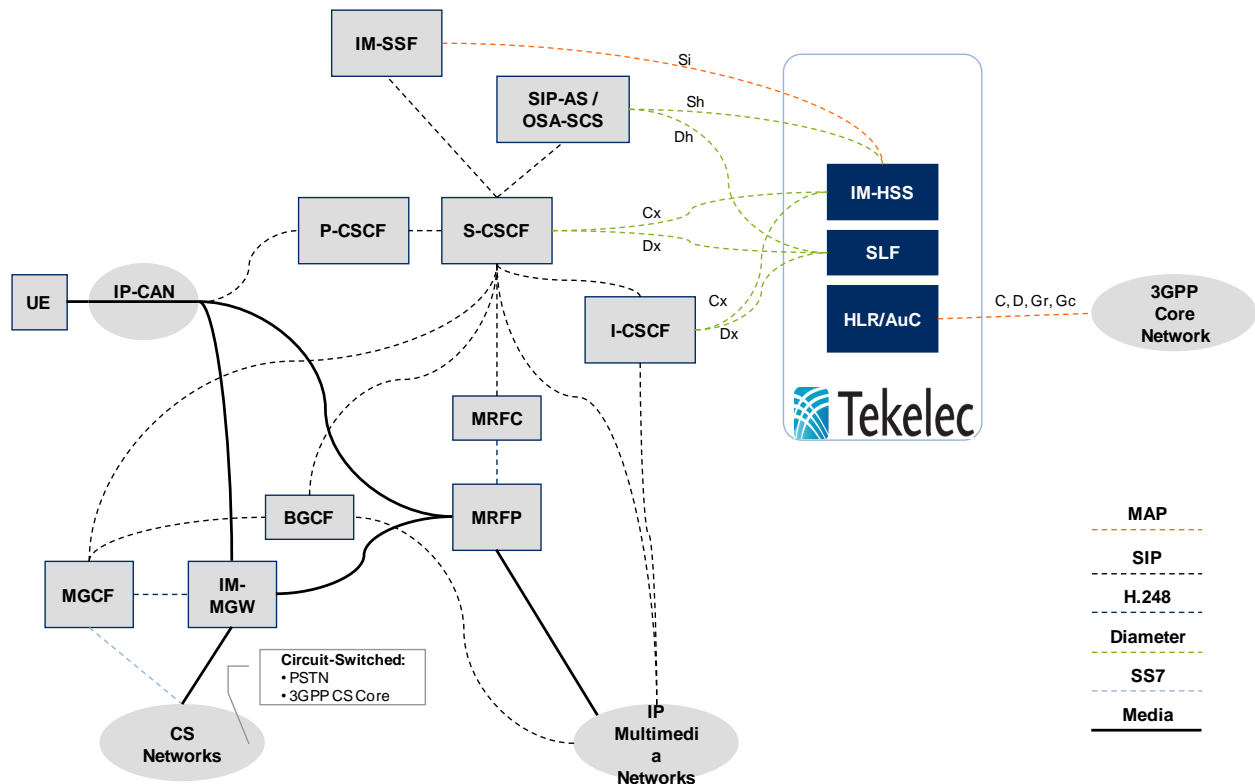 IM-SSF
Si
SIP-AS /
OSA-SCS
Sh
Dh
IM-HSS
P-CSCF
S-CSCF
Cx
Dx
SLF
UE
IP-CAN
I-CSCF
Cx
Dx
HLR/AuC
C, D, Gr, Gc
3GPP
Core
Network
Tekelec
MRFC
BGCF
MRFP
MGCF
IM-
MGW
Circuit-Switched:
• PSTN
• 3GPP CS Core
CS
Networks
IP
Multimedi
a
Networks
MAP
SIP
H.248
Diameter
SS7
Media